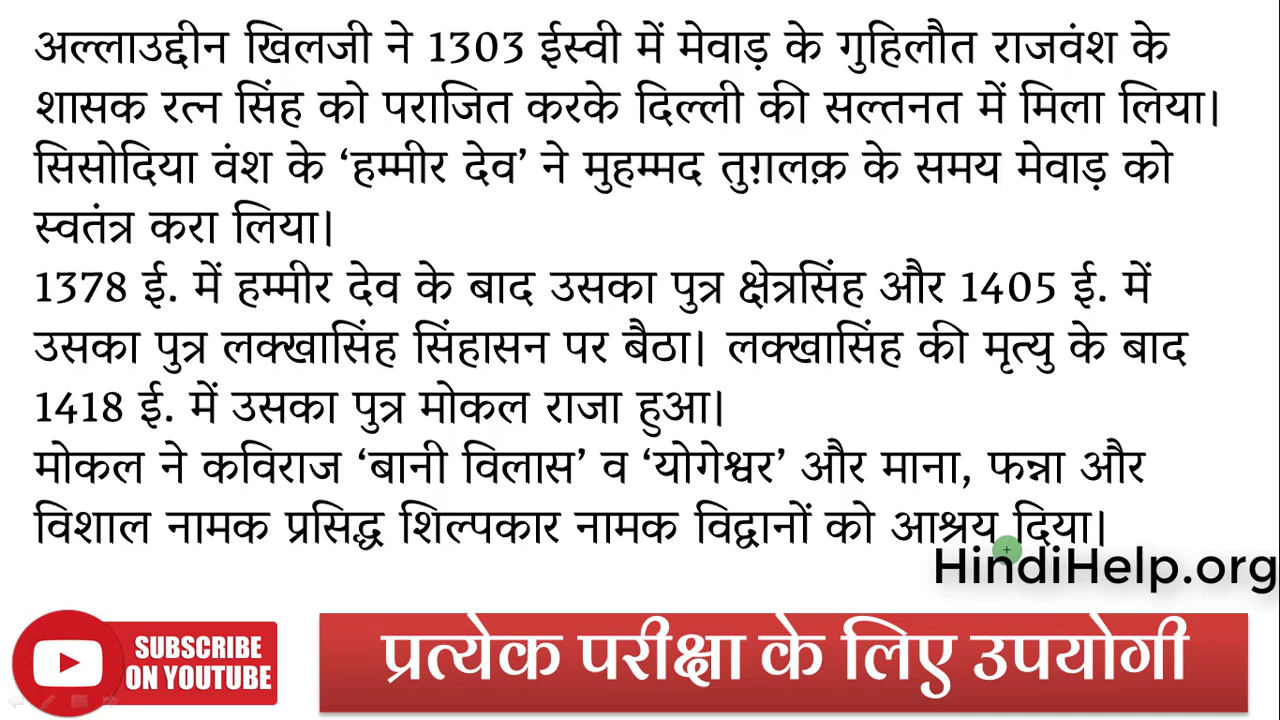 अल्लाउद्दीन खिलजी ने 1303 ईस्वी में मेवाड़ के गुहिलौत राजवंश के
शासक रत्न सिंह को पराजित करके दिल्ली की सल्तनत में मिला लिया।
सिसोदिया वंश के ‘हम्मीर देव’ ने मुहम्मद तुग़लक़ के समय मेवाड़ को
स्वतंत्र करा लिया।
1378 ई. में हम्मीर देव के बाद उसका पुत्र क्षेत्रसिंह और 1405 ई. में
उसका पुत्र लक्खासिंह सिंहासन पर बैठा। लक्खासिंह की मृत्यु के बाद
1418 ई. में उसका पुत्र मोकल राजा हुआ।
मोकल ने कविराज ‘बानी विलास’ व ‘योगेश्वर’ और माना, फन्ना और
विशाल नामक प्रसिद्ध शिल्पकार नामक विद्वानों को आश्रय दिया।
HindiHelp.org
SUBSCRIBE
ON YOUTUBE
प्रत्येक परीक्षा के लिए उपयोगी